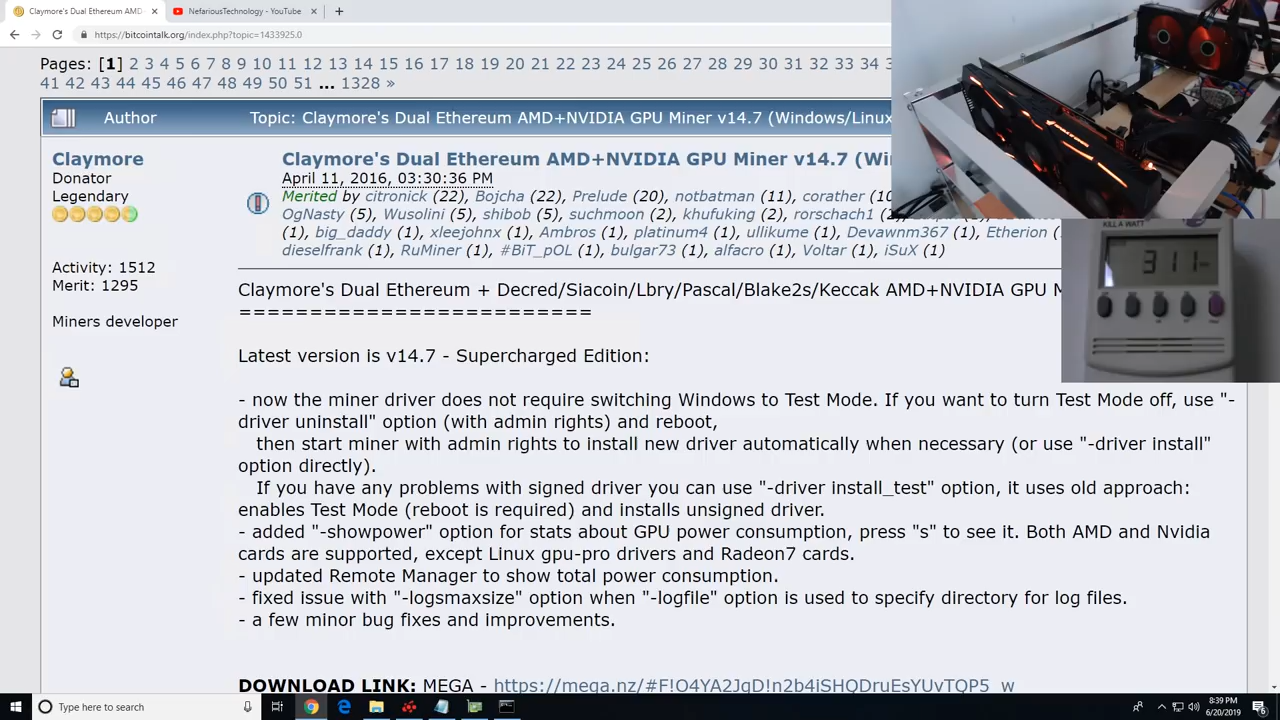 Claymore's Dual Ethereum AMD
NefariousTechnology - YouTube
https://bitcointalk.org/index.php?topic=1433925.0
Pages: [1] 2 3 4 5 6 7 8 9 10 11 12 13 14 15 16 17 18 19 20 21 22 23 24 25 26 27 28 29 30 31 32 33 34
41 42 43 44 45 46 47 48 49 50 51 ... 1328 »
Author Topic: Claymore's Dual Ethereum AMD+NVIDIA GPU Miner v14.7 (Windows/Linux
Claymore
Donator
Legendary
Activity: 1512
Merit: 1295
Miners developer
Claymore's Dual Ethereum AMD+NVIDIA GPU Miner v14.7 (Wi
April 11, 2016, 03:30:36 PM
Merited by citronick (22), Bojcha (22), Prelude (20), notbatman (11), corather (10
OgNasty (5), Wusolini (5), shibob (5), suchmoon (2), khufuking (2), rorschach1
(1), big_daddy (1), xleejohnx (1), Ambros (1), platinum4 (1), ullikume (1), Devawnm367 (1), Etherion
dieselfrank (1), RuMiner (1), #BiT_pOL (1), bulgar73 (1), alfacro (1), Voltar (1), iSuX (1)
Claymore's Dual Ethereum + Decred/Siacoin/Lbry/Pascal/Blake2s/Keccak AMD+NVIDIA GPU M
=========================
Latest version is v14.7 - Supercharged Edition:
- now the miner driver does not require switching Windows to Test Mode. If you want to turn Test Mode off, use "-
driver uninstall" option (with admin rights) and reboot,
then start miner with admin rights to install new driver automatically when necessary (or use "-driver install"
option directly).
If you have any problems with signed driver you can use "-driver install_test" option, it uses old approach:
enables Test Mode (reboot is required) and installs unsigned driver.
- added "-showpower" option for stats about GPU power consumption, press "s" to see it. Both AMD and Nvidia
cards are supported, except Linux gpu-pro drivers and Radeon7 cards.
- updated Remote Manager to show total power consumption.
- fixed issue with "-logsmaxsize" option when "-logfile" option is used to specify directory for log files.
- a few minor bug fixes and improvements.
DOWNLOAD LINK: MEGA - https://mega.nz/#F!O4YA2JgD!n2b4iSHQDruEsYUvTQP5_w
KILL A WATT
311
Type here to search
8:39 PM
6/20/2019
6